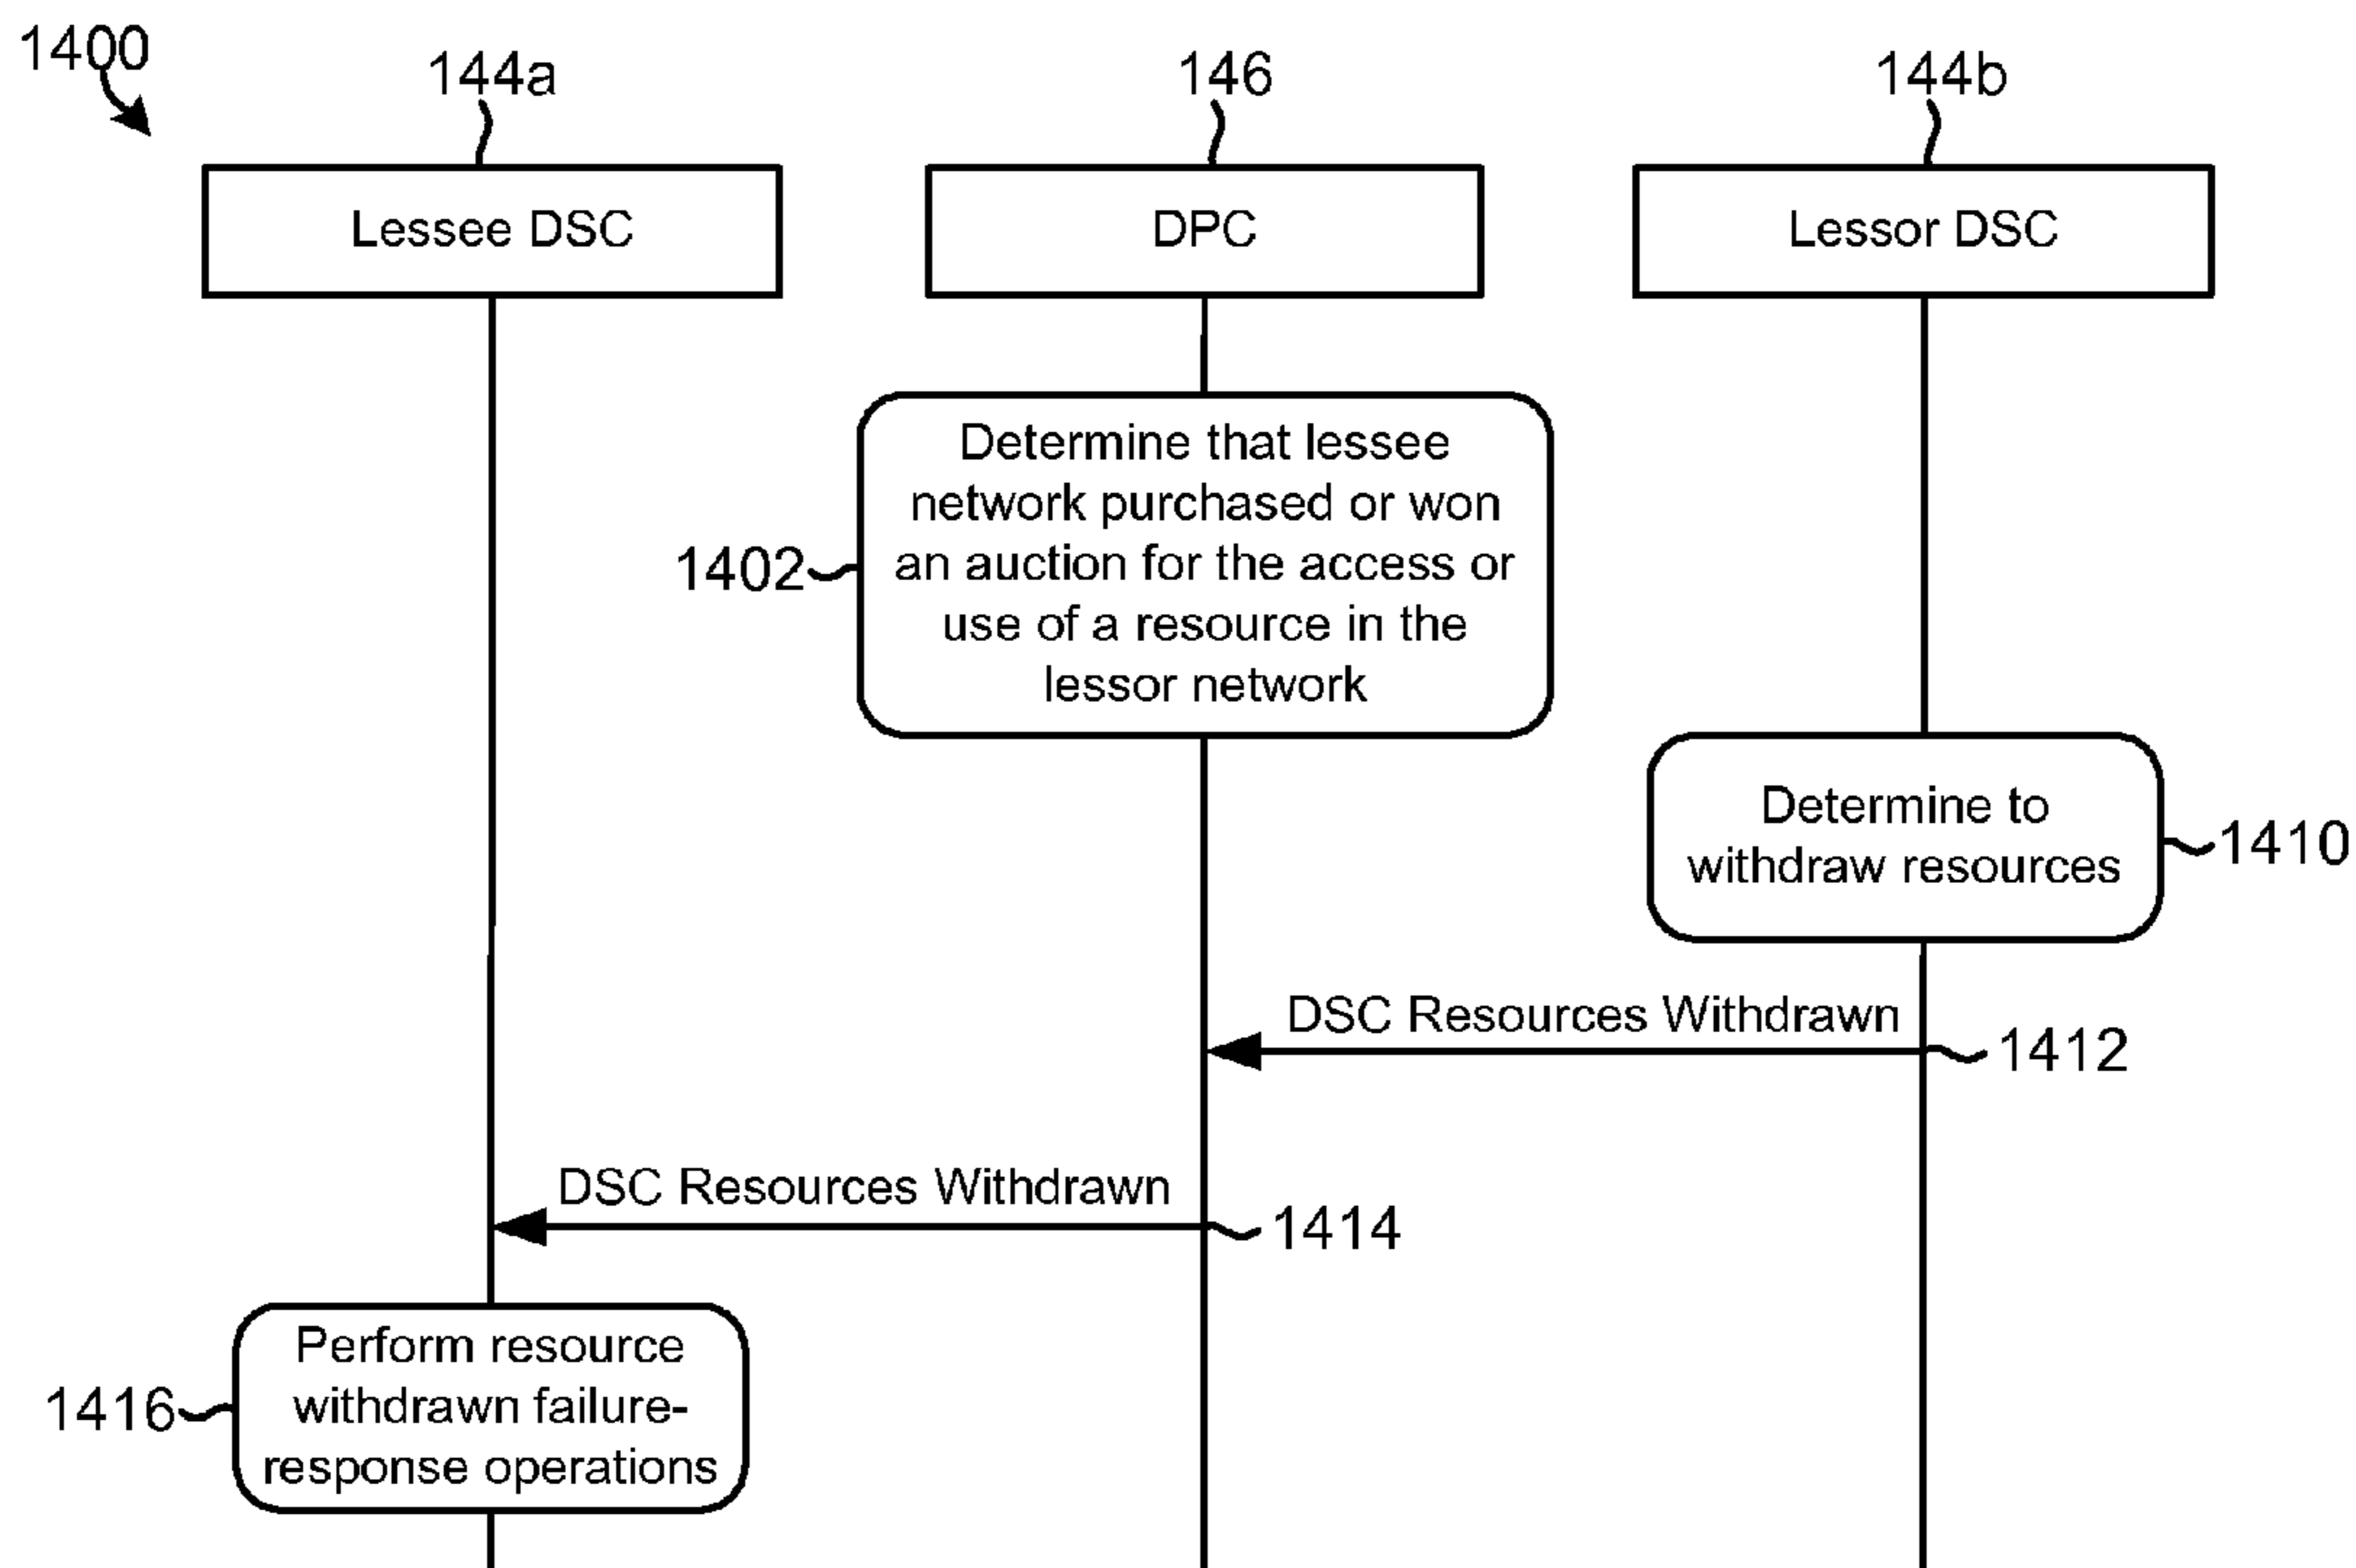 1400
144a
146
144b
Lessee DSC
DPC
Lessor DSC
Determine that lessee
network purchased or won
an auction for the access or
use of a resource in the
lessor network
1402
Determine to
withdraw resources
1410
DSC Resources Withdrawn
1412
DSC Resources Withdrawn
1414
Perform resource
withdrawn failure-
response operations
1416